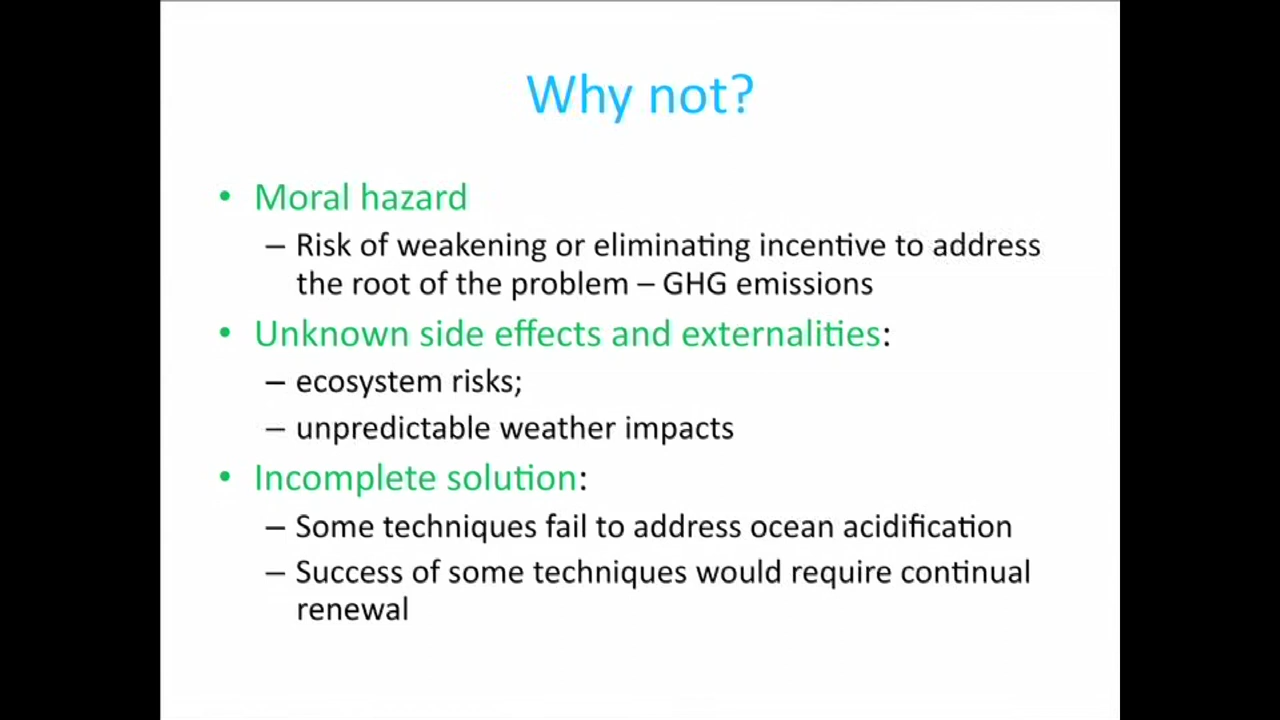 Why not?
• Moral hazard
– Risk of weakening or eliminating incentive to address
the root of the problem – GHG emissions
• Unknown side effects and externalities:
– ecosystem risks;
– unpredictable weather impacts
• Incomplete solution:
– Some techniques fail to address ocean acidification
– Success of some techniques would require continual
renewal